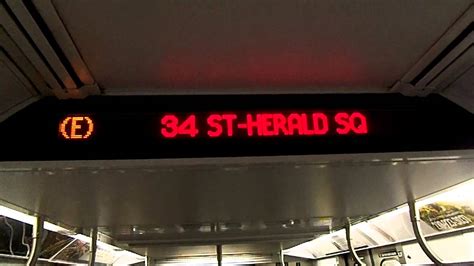 (E) 34 ST-HERALD SQ